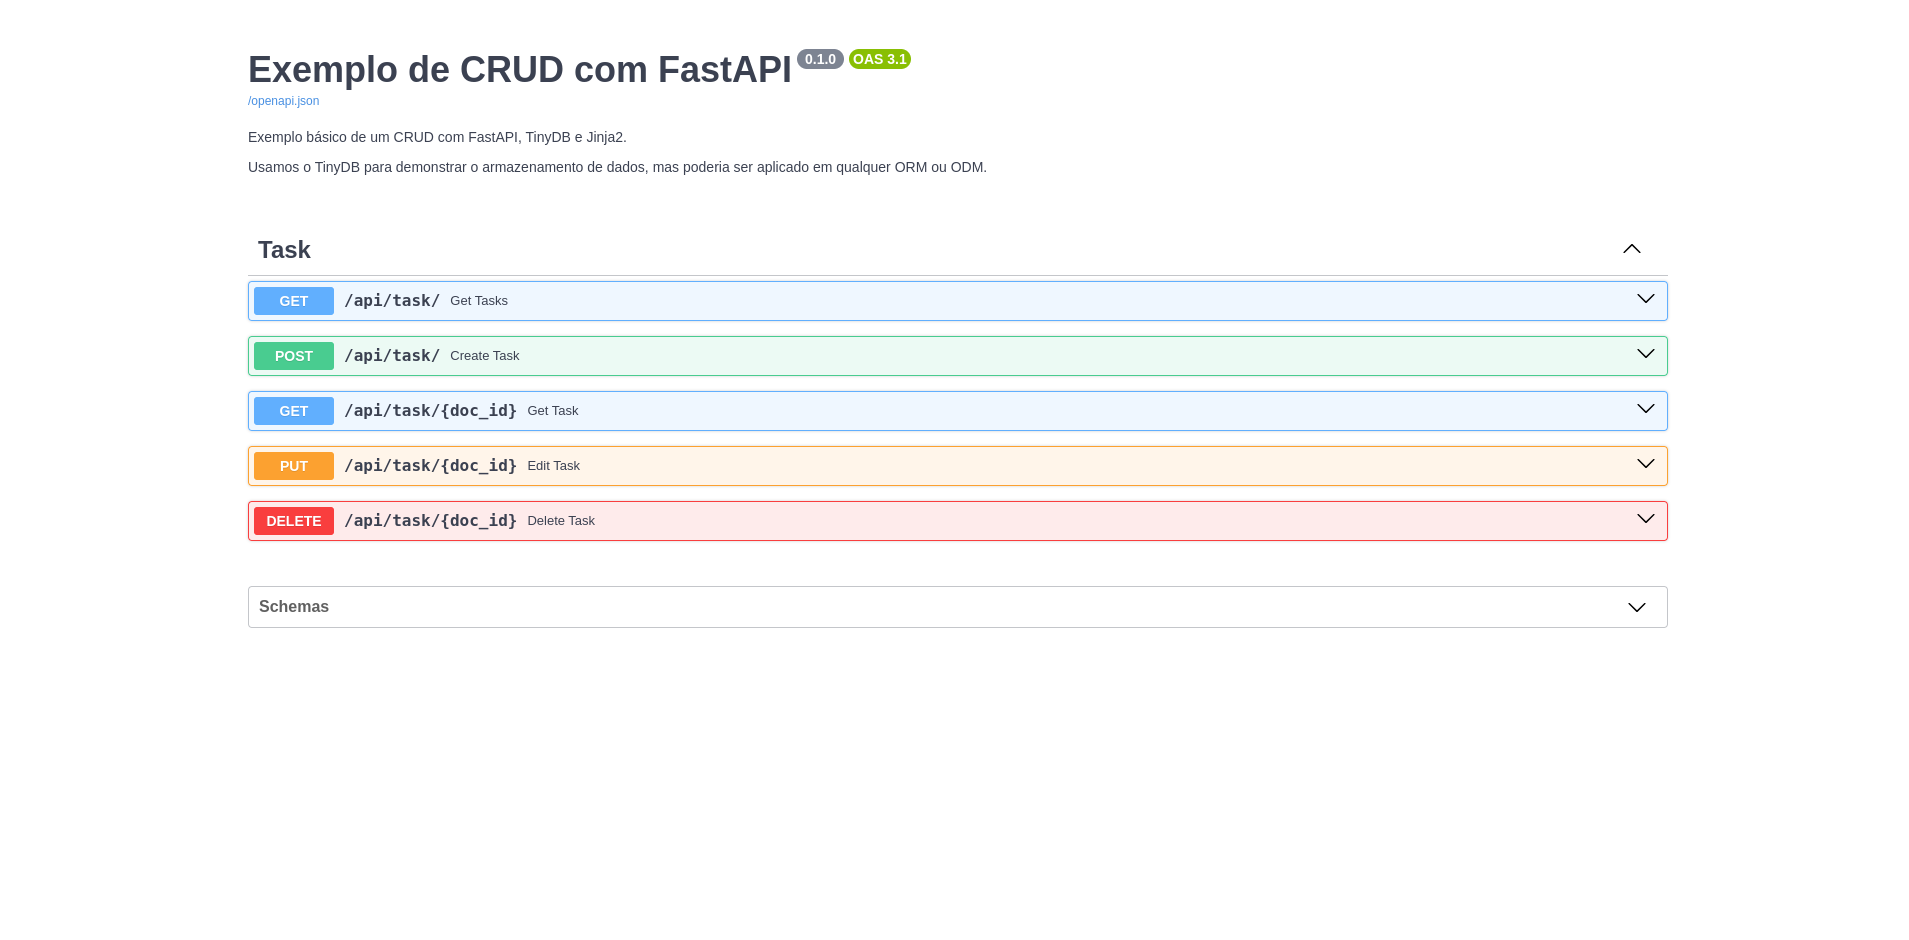 Exemplo de CRUD com FastAPI 0.1.0 OAS 3.1
/openapi.json
Exemplo básico de um CRUD com FastAPI, TinyDB e Jinja2.
Usamos o TinyDB para demonstrar o armazenamento de dados, mas poderia ser aplicado em qualquer ORM ou ODM.
Task
GET /api/task/ Get Tasks
POST /api/task/ Create Task
GET /api/task/{doc_id} Get Task
PUT /api/task/{doc_id} Edit Task
DELETE /api/task/{doc_id} Delete Task
Schemas